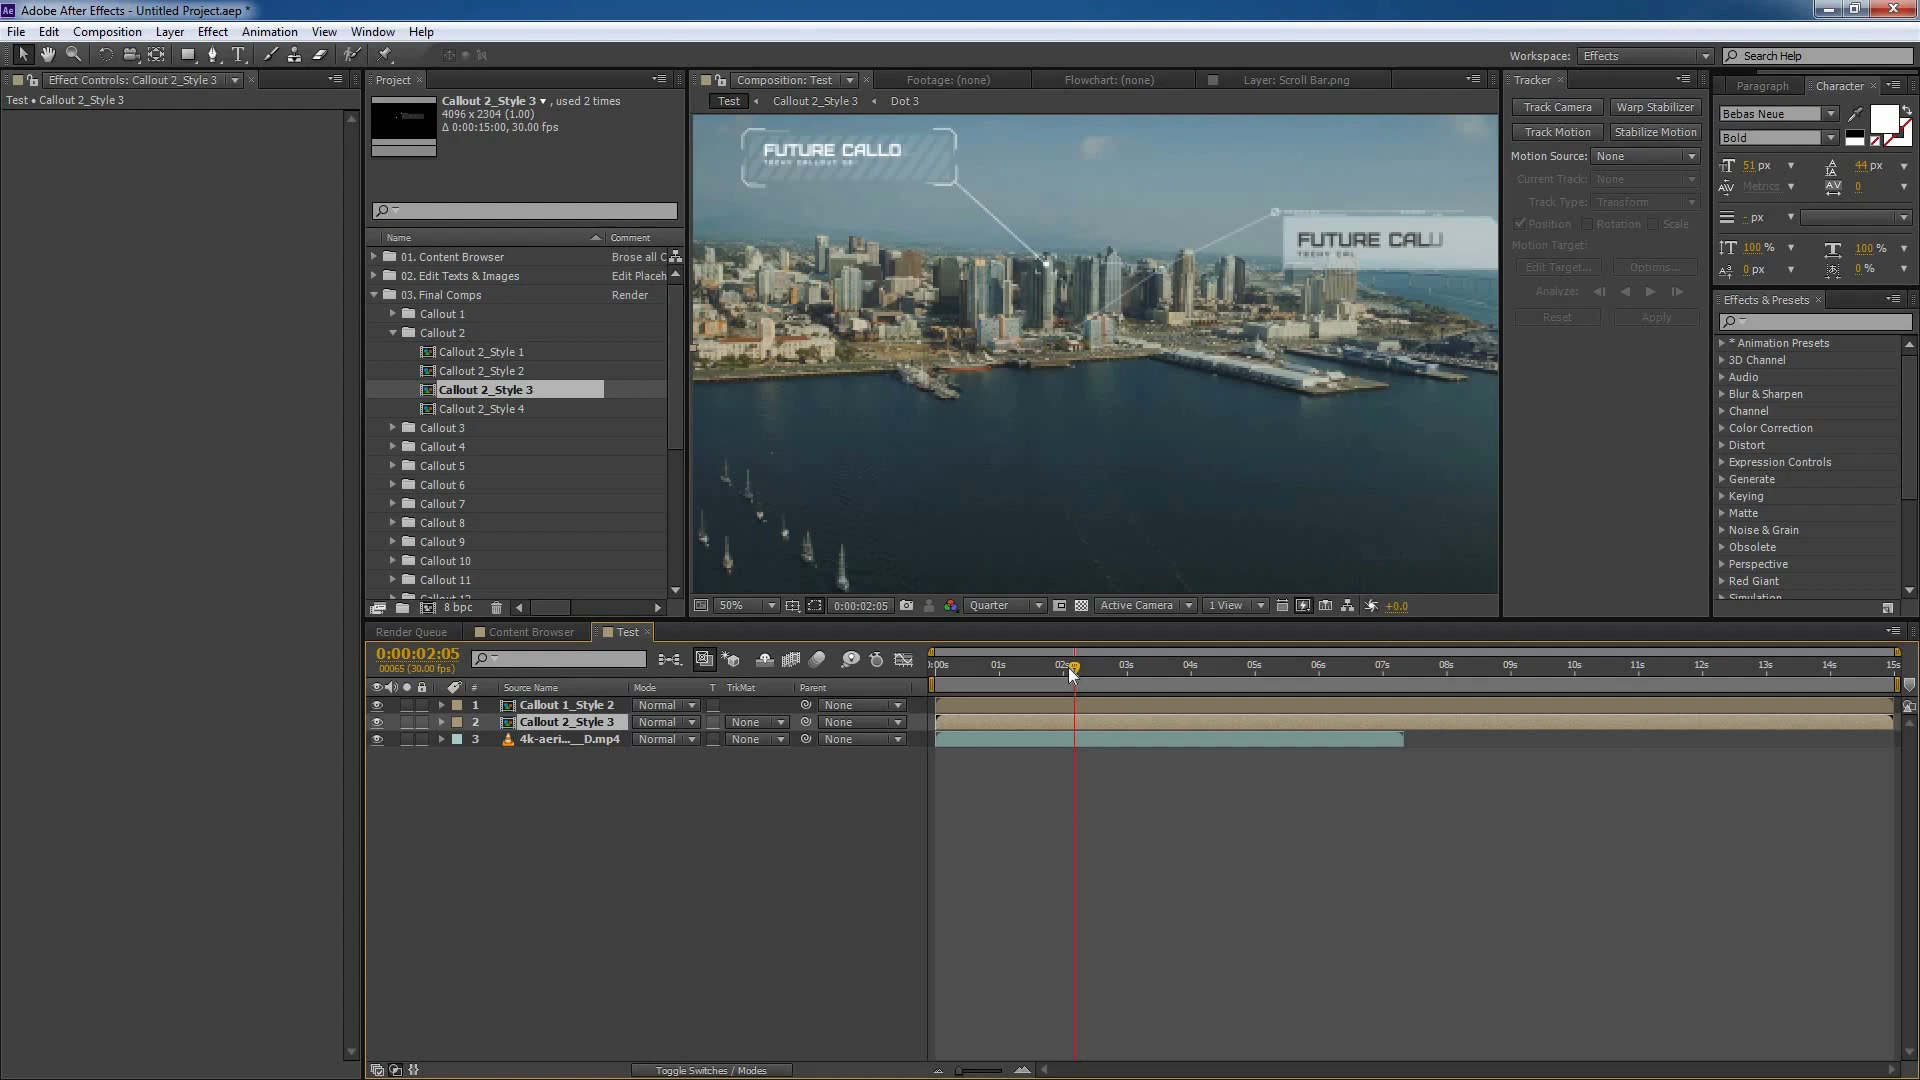 Adobe After Effects - Untitled Project.aep *
File Edit Composition Layer Effect Animation View Window Help
Workspace: Effects Search Help
Effect Controls: Callout 2_Style 3
Test • Callout 2_Style 3
Project
Callout 2_Style 3 , used 2 times
4096 x 2304 (1.00)
Δ 0:00:15:00, 30.00 fps
Name Comment
01. Content Browser Brose all C
02. Edit Texts & Images Edit Placeh
03. Final Comps Render
Callout 1
Callout 2
Callout 2_Style 1
Callout 2_Style 2
Callout 2_Style 3
Callout 2_Style 4
Callout 3
Callout 4
Callout 5
Callout 6
Callout 7
Callout 8
Callout 9
Callout 10
Callout 11
8 bpc
Composition: Test Footage: (none) Flowchart: (none) Layer: Scroll Bar.png
Test Callout 2_Style 3 Dot 3
FUTURE CALLO
FUTURE CALU
50% 0:00:02:05 Quarter Active Camera 1 View +0.0
Tracker
Track Camera Warp Stabilizer
Track Motion Stabilize Motion
Motion Source: None
Current Track: None
Track Type: Transform
Position Rotation Scale
Motion Target:
Edit Target... Options...
Analyze:
Reset Apply
Paragraph Character
Bebas Neue
Bold
51 px 44 px
Metrics 0
- px
100 % 100 %
0 px 0 %
Effects & Presets
* Animation Presets
3D Channel
Audio
Blur & Sharpen
Channel
Color Correction
Distort
Expression Controls
Generate
Keying
Matte
Noise & Grain
Obsolete
Perspective
Red Giant
Simulation
Render Queue Content Browser Test
0:00:02:05
00065 (30.00 fps)
:00s 01s 02s 03s 04s 05s 06s 07s 08s 09s 10s 11s 12s 13s 14s 15s
# Source Name Mode T TrkMat Parent
1 Callout 1_Style 2 Normal None
2 Callout 2_Style 3 Normal None None
3 4k-aeri...__D.mp4 Normal None None
Toggle Switches / Modes